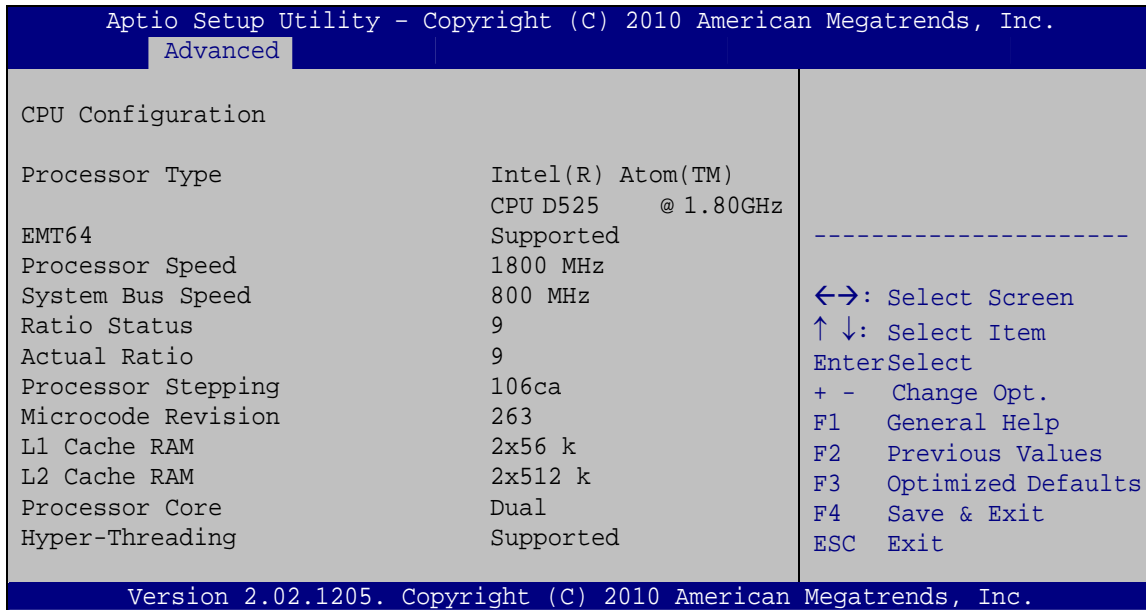 Aptio Setup Utility – Copyright (C) 2010 American Megatrends, Inc.
Advanced
CPU Configuration
Processor Type Intel(R) Atom(TM)
CPU D525 @ 1.80GHz
EMT64 Supported
Processor Speed 1800 MHz
System Bus Speed 800 MHz
Ratio Status 9
Actual Ratio 9
Processor Stepping 106ca
Microcode Revision 263
L1 Cache RAM 2x56 k
L2 Cache RAM 2x512 k
Processor Core Dual
Hyper-Threading Supported
----------------------
←→: Select Screen
↑ ↓: Select Item
EnterSelect
+ - Change Opt.
F1 General Help
F2 Previous Values
F3 Optimized Defaults
F4 Save & Exit
ESC Exit
Version 2.02.1205. Copyright (C) 2010 American Megatrends, Inc.